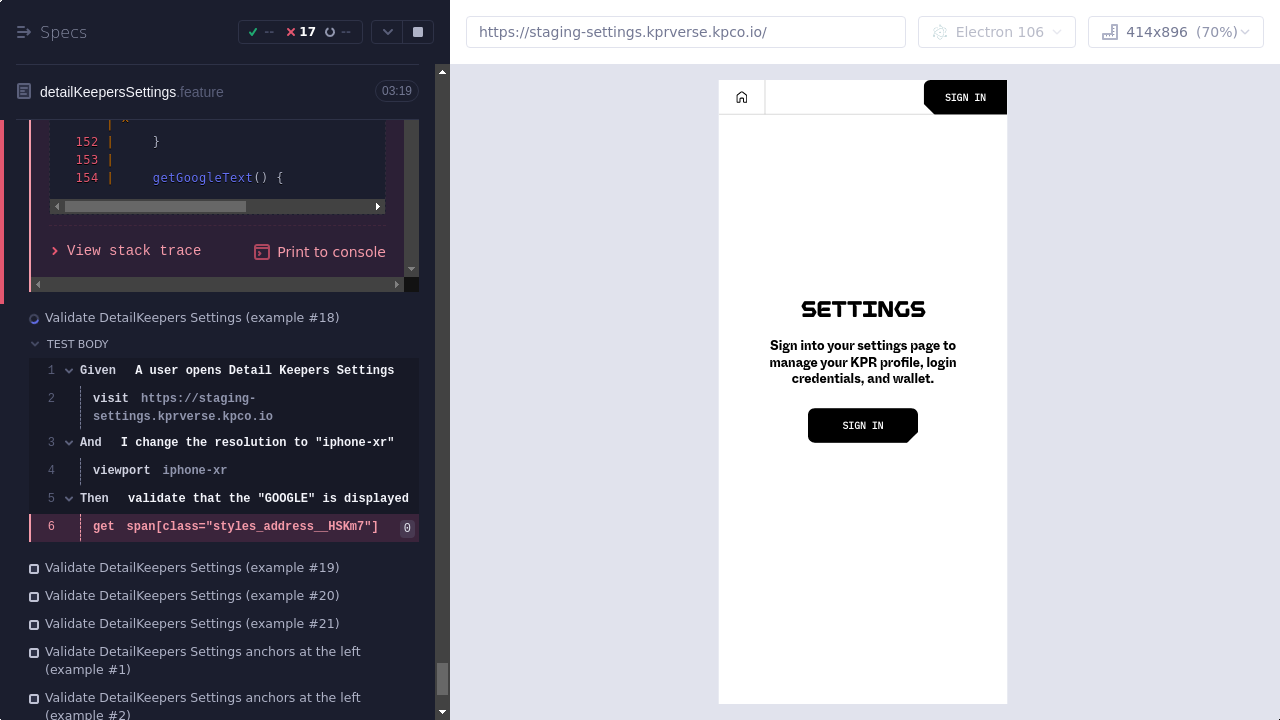 Specs
-- 17 --
https://staging-settings.kprverse.kpco.io/
Electron 106
414x896 (70%)
detailKeepersSettings.feature
03:19
152 | }
153 |
154 | getGoogleText() {
View stack trace
Print to console
Validate DetailKeepers Settings (example #18)
TEST BODY
1 Given A user opens Detail Keepers Settings
2 visit https://staging-
settings.kprverse.kpco.io
3 And I change the resolution to "iphone-xr"
4 viewport iphone-xr
5 Then validate that the "GOOGLE" is displayed
6 get span[class="styles_address__HSKm7"] 0
Validate DetailKeepers Settings (example #19)
Validate DetailKeepers Settings (example #20)
Validate DetailKeepers Settings (example #21)
Validate DetailKeepers Settings anchors at the left
(example #1)
Validate DetailKeepers Settings anchors at the left
(example #2)
SIGN IN
SETTINGS
Sign into your settings page to
manage your KPR profile, login
credentials, and wallet.
SIGN IN